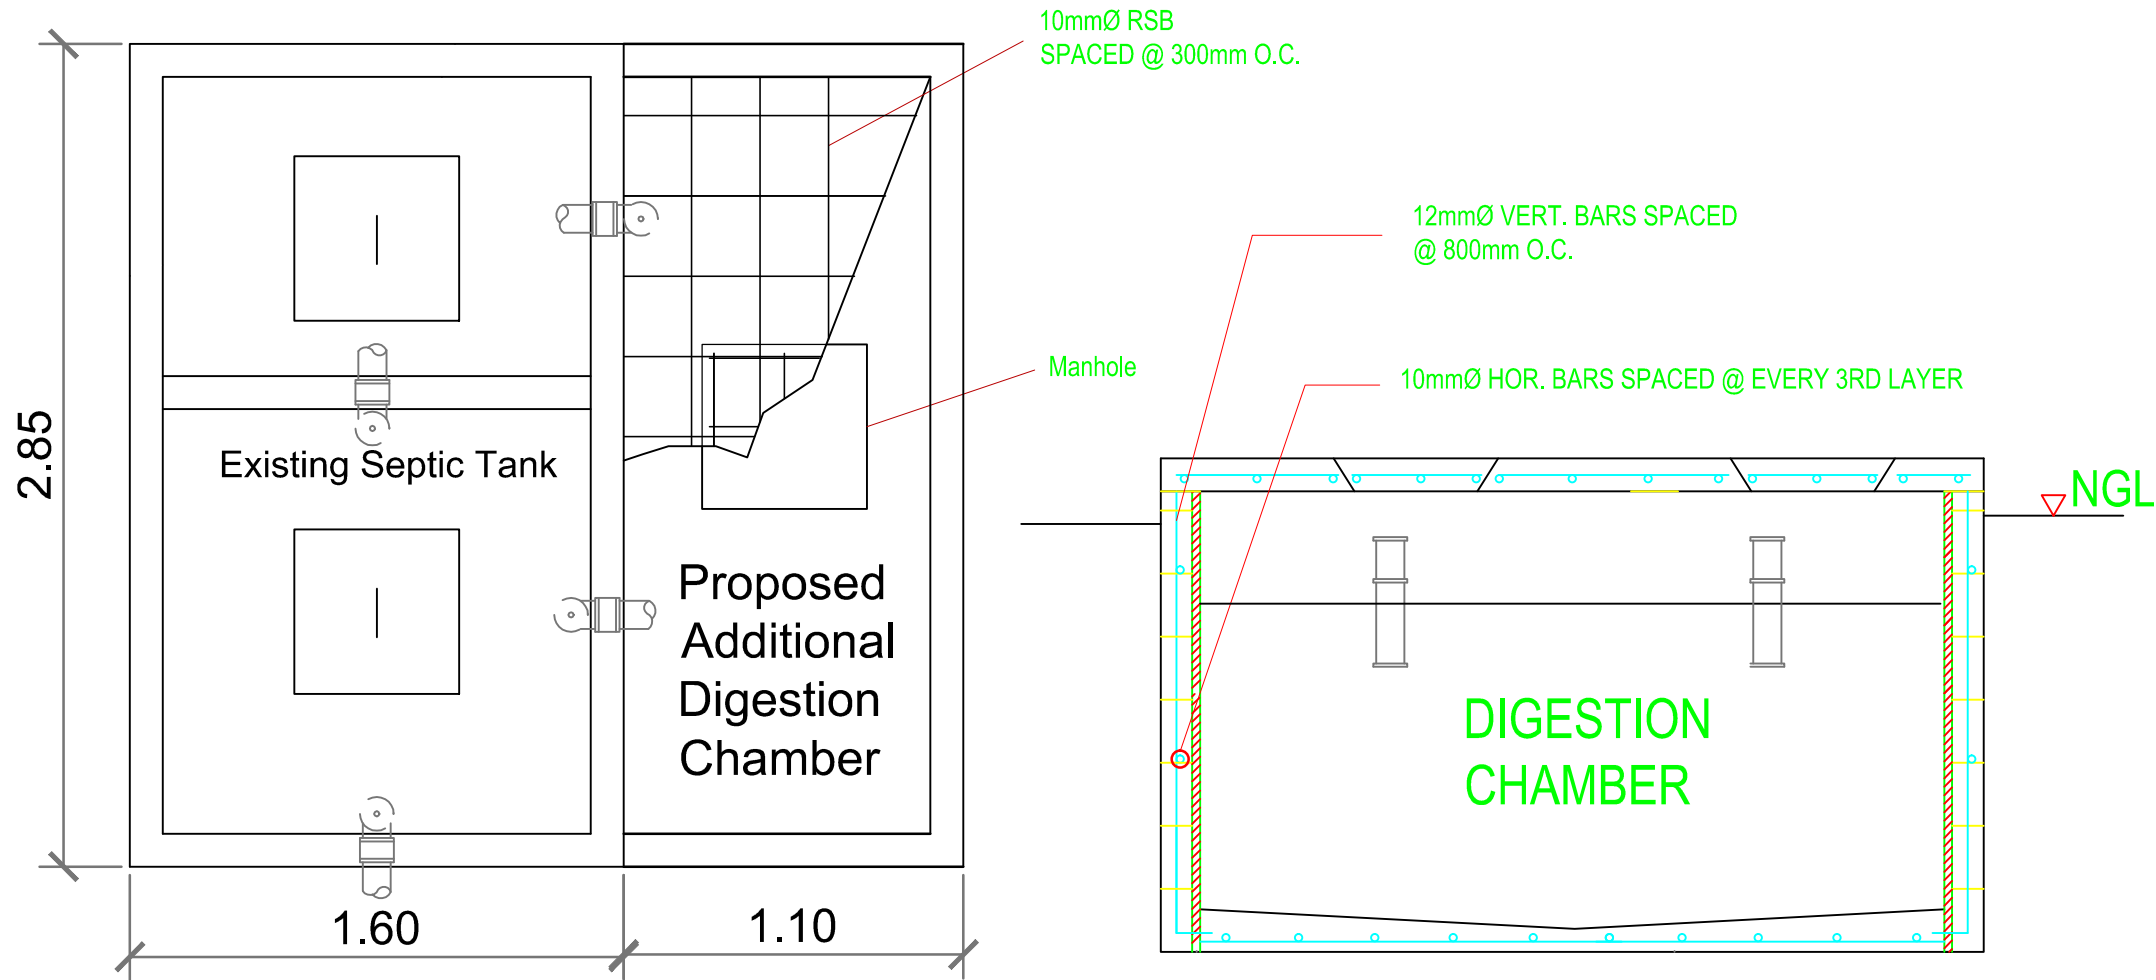 10mmØ RSB
SPACED @ 300mm O.C.
12mmØ VERT. BARS SPACED
@ 800mm O.C.
Manhole
10mmØ HOR. BARS SPACED @ EVERY 3RD LAYER
2.85
Existing Septic Tank
NGL
Proposed
Additional
Digestion
Chamber
DIGESTION
CHAMBER
1.60
1.10